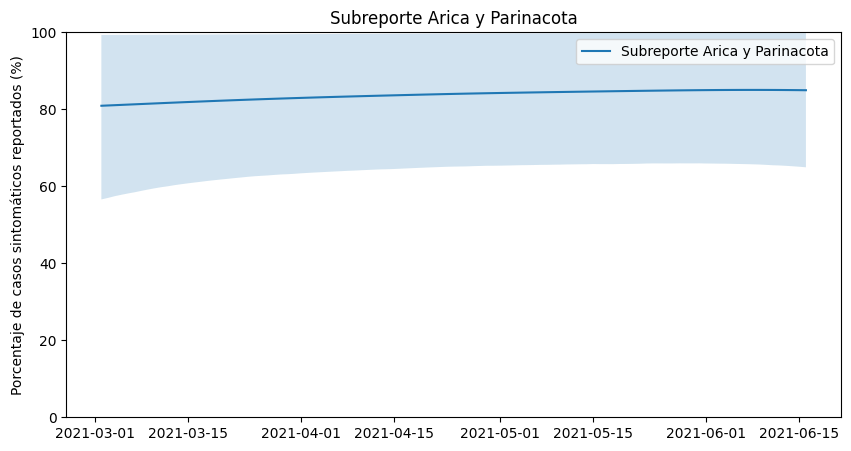 Subreporte Arica y Parinacota
Subreporte Arica y Parinacota
Porcentaje de casos sintomáticos reportados (%)
100
80
60
40
20
0
2021-03-01 2021-03-15 2021-04-01 2021-04-15 2021-05-01 2021-05-15 2021-06-01 2021-06-15